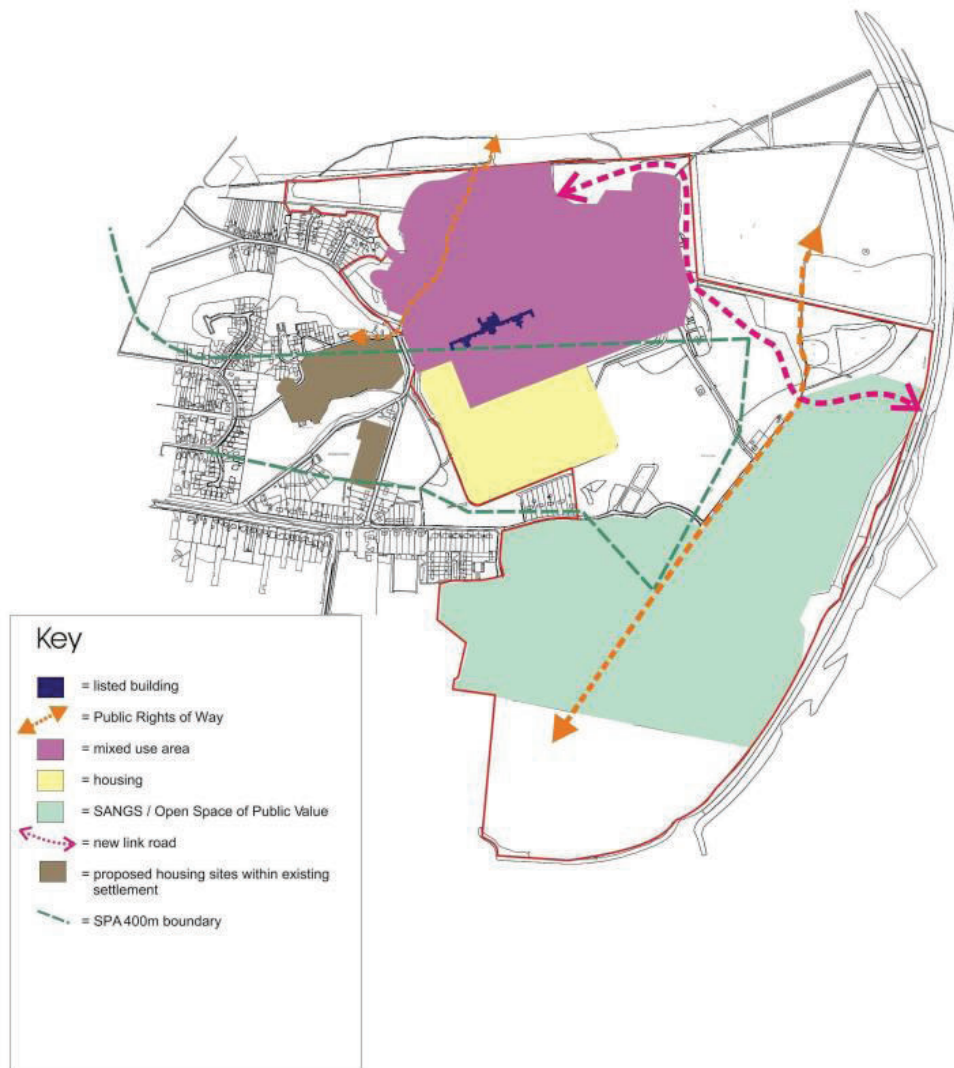 Key
= listed building
= Public Rights of Way
= mixed use area
= housing
= SANGS / Open Space of Public Value
= new link road
= proposed housing sites within existing
settlement
= SPA 400m boundary